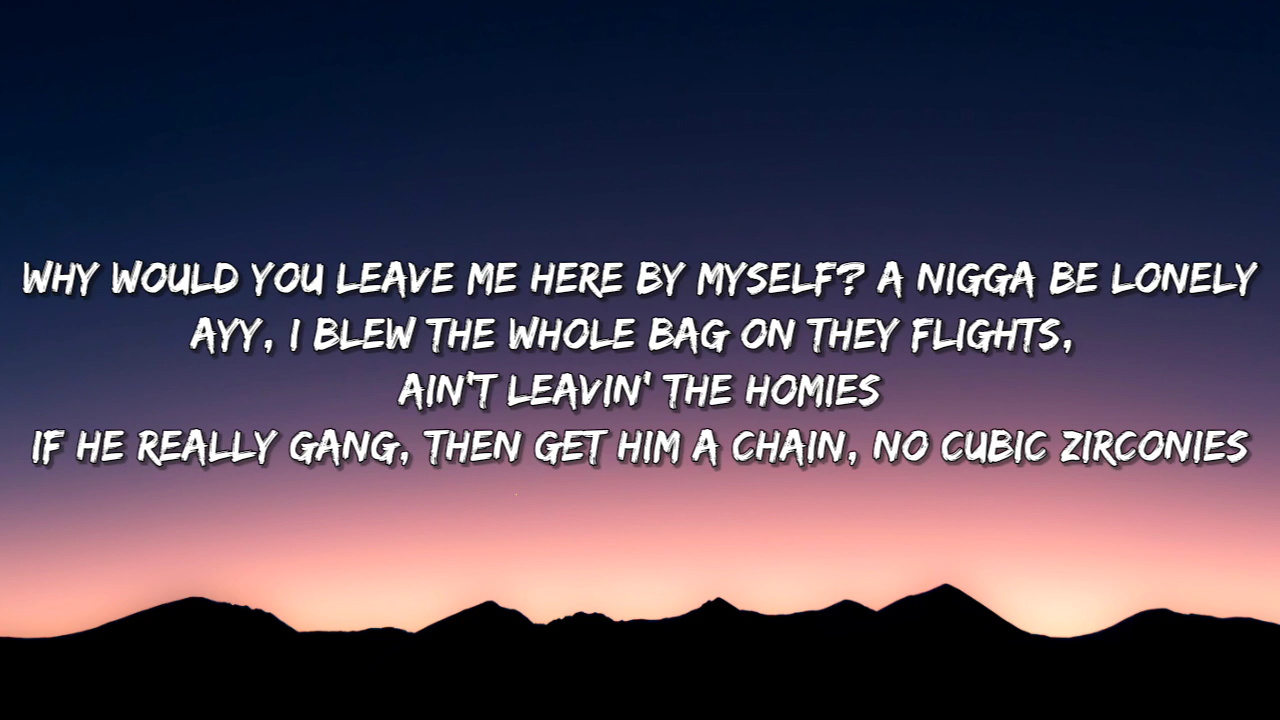 WHY WOULD YOU LEAVE ME HERE BY MYSELF? A NIGGA BE LONELY
AYY, I BLEW THE WHOLE BAG ON THEY FLIGHTS,
AIN'T LEAVIN' THE HOMIES
IF HE REALLY GANG, THEN GET HIM A CHAIN, NO CUBIC ZIRCONIES